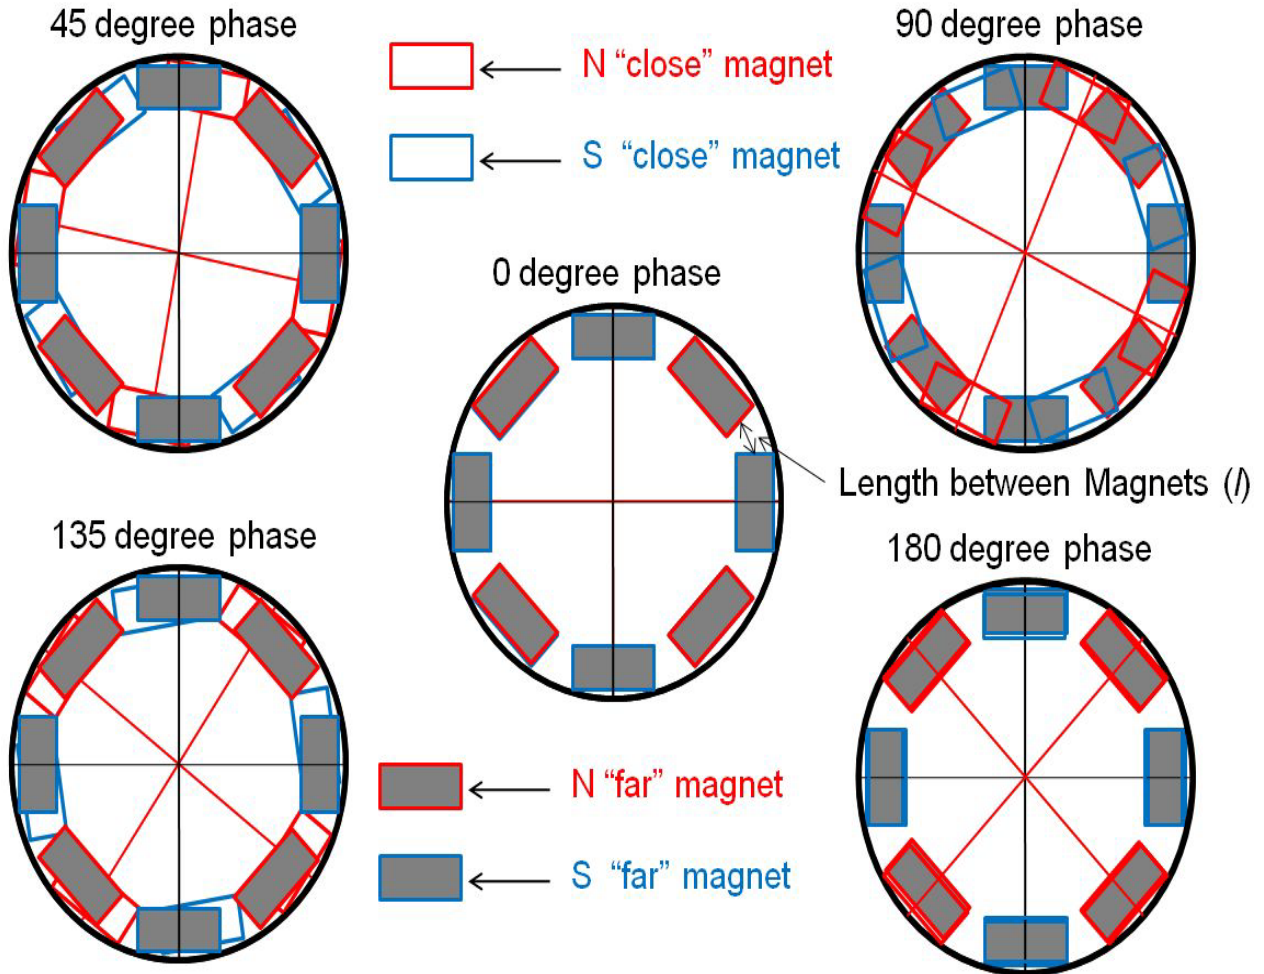 45 degree phase
90 degree phase
N “close” magnet
S “close” magnet
0 degree phase
Length between Magnets (l)
135 degree phase
180 degree phase
N “far” magnet
S “far” magnet